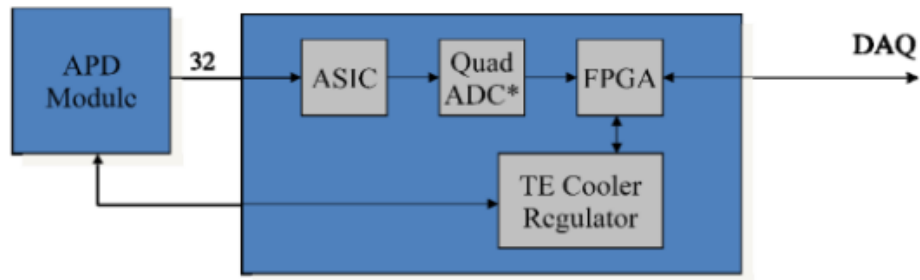 APD
Module
32
ASIC
Quad
ADC*
FPGA
DAQ
TE Cooler
Regulator